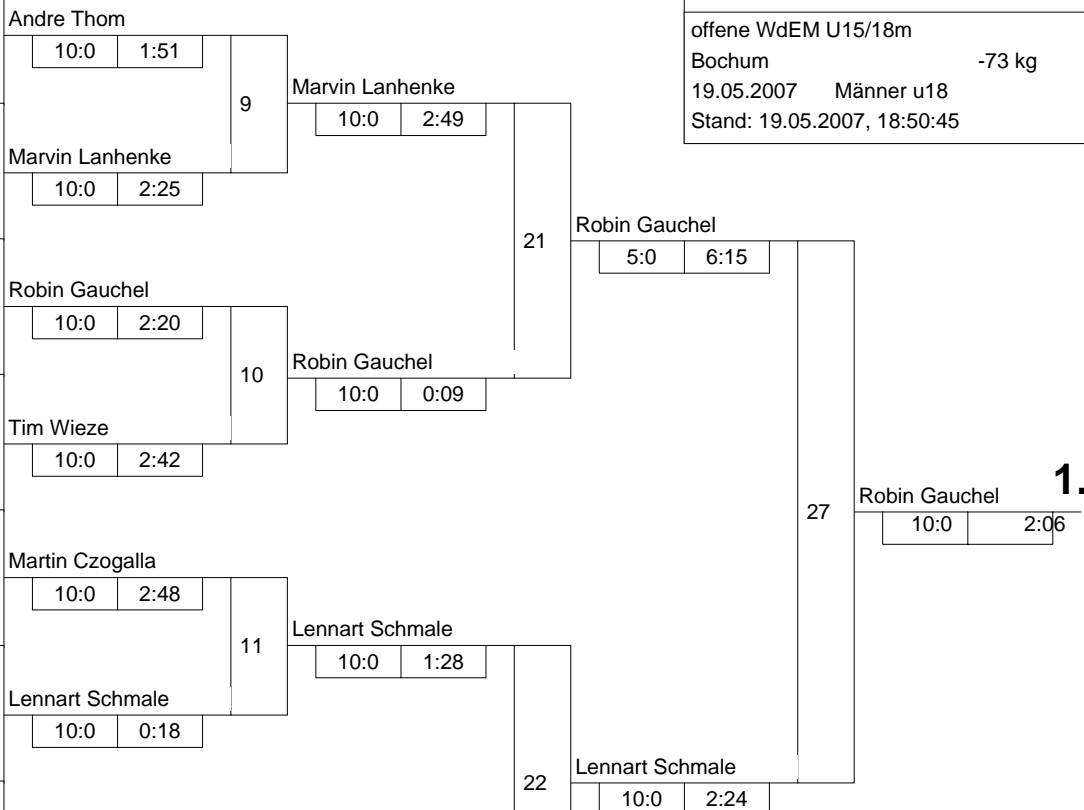 Andre Thom
10:0 1:51
offene WdEM U15/18m
Bochum -73 kg
19.05.2007 Männer u18
Stand: 19.05.2007, 18:50:45
9
Marvin Lanhenke
10:0 2:49
Marvin Lanhenke
10:0 2:25
21
Robin Gauchel
5:0 6:15
Robin Gauchel
10:0 2:20
10
Robin Gauchel
10:0 0:09
Tim Wieze
10:0 2:42
27
Robin Gauchel 1.
10:0 2:06
Martin Czogalla
10:0 2:48
11
Lennart Schmale
10:0 1:28
Lennart Schmale
10:0 0:18
22
Lennart Schmale
10:0 2:24